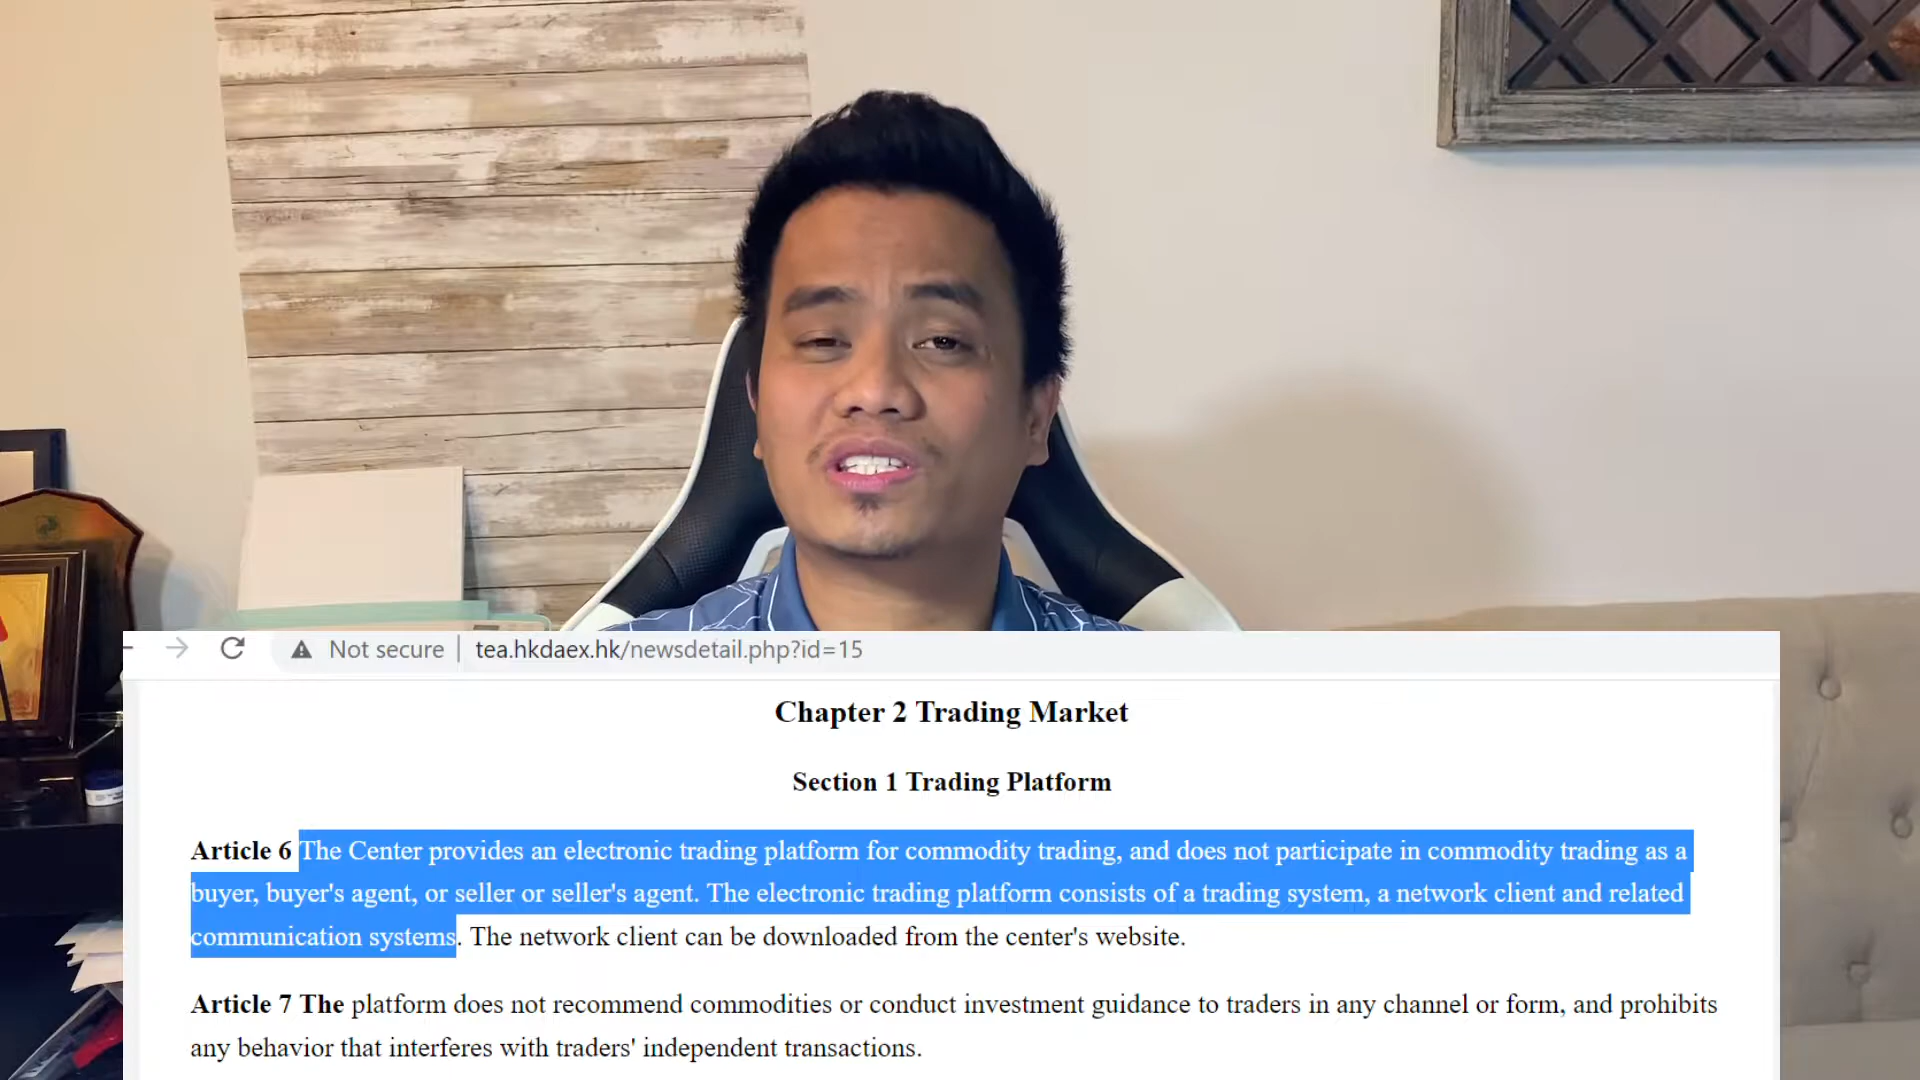 Not secure | tea.hkdaex.hk/newsdetail.php?id=15
Chapter 2 Trading Market
Section 1 Trading Platform
Article 6 The Center provides an electronic trading platform for commodity trading, and does not participate in commodity trading as a
buyer, buyer's agent, or seller or seller's agent. The electronic trading platform consists of a trading system, a network client and related
communication systems. The network client can be downloaded from the center's website.
Article 7 The platform does not recommend commodities or conduct investment guidance to traders in any channel or form, and prohibits
any behavior that interferes with traders' independent transactions.